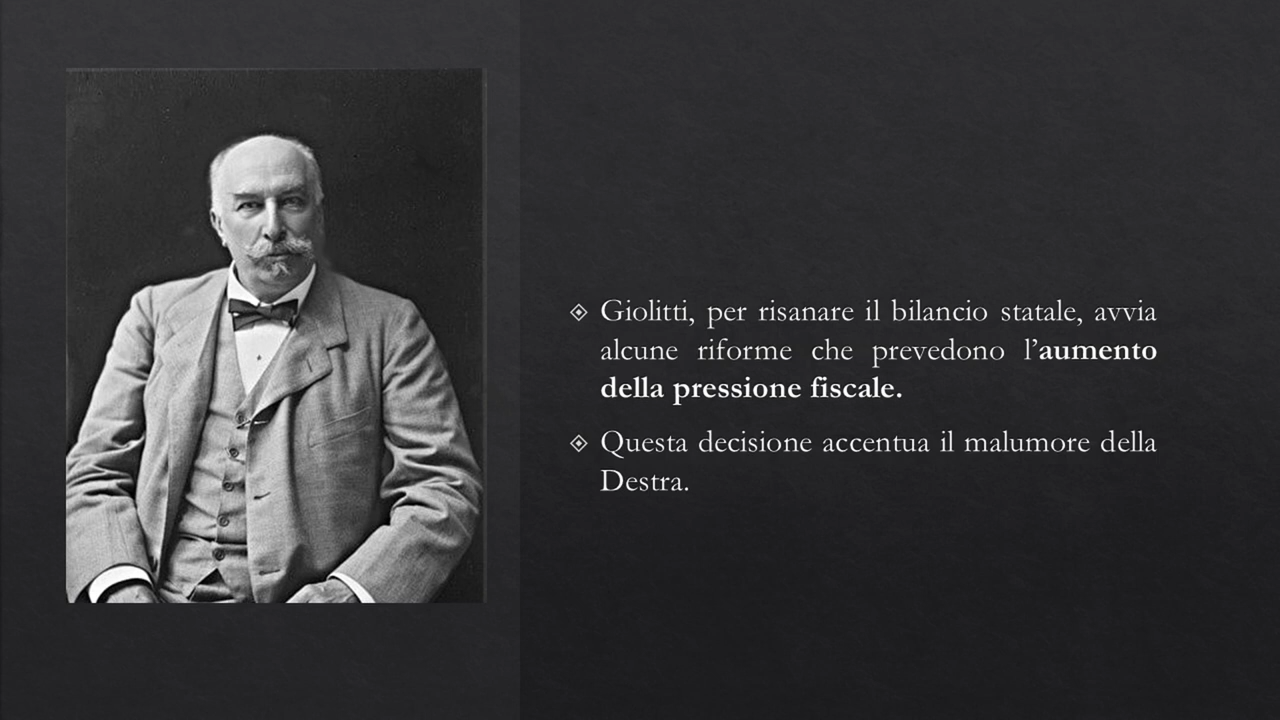 Giolitti, per risanare il bilancio statale, avvia
alcune riforme che prevedono l’aumento
della pressione fiscale.
Questa decisione accentua il malumore della
Destra.